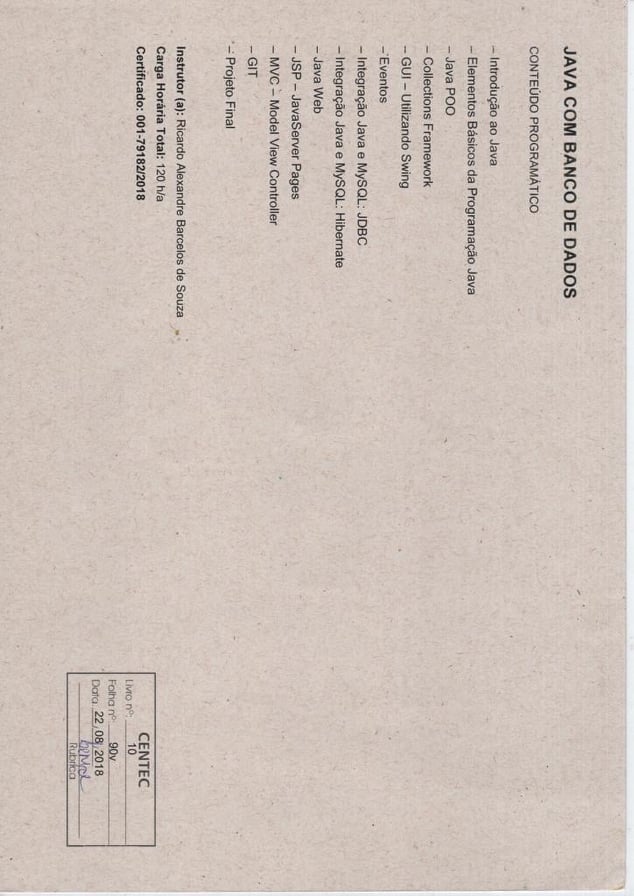 JAVA COM BANCO DE DADOS
CONTEÚDO PROGRAMÁTICO
– Introdução ao Java
– Elementos Básicos da Programação Java
– Java POO
– Collections Framework
– GUI – Utilizando Swing
– Eventos
– Integração Java e MySQL: JDBC
– Integração Java e MySQL: Hibernate
– Java Web
– JSP – JavaServer Pages
– MVC – Model View Controller
– GIT
– Projeto Final
Instrutor (a): Ricardo Alexandre Barcelos de Souza
Carga Horária Total: 120 h/a
Certificado: 001-79182/2018
CENTEC
Livro nº: 10
Folha nº: 90v
Data: 22/08/2018
Rubrica